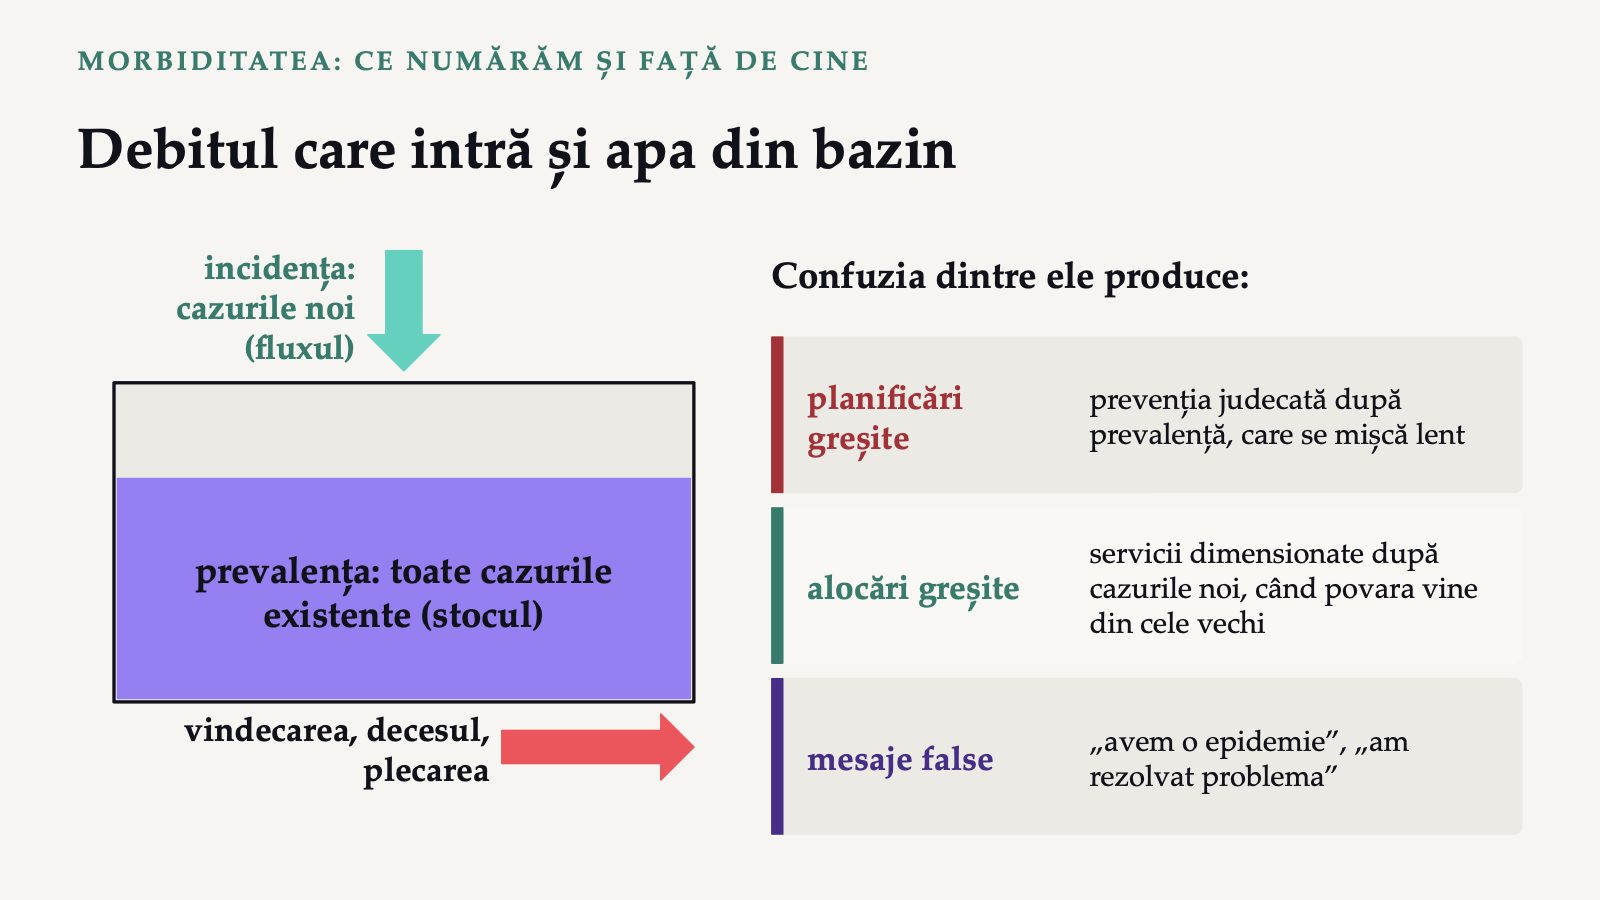 MORBIDITATEA: CE NUMĂRĂM ȘI FAȚĂ DE CINE
Debitul care intră și apa din bazin
incidența:
cazurile noi
(fluxul)
prevalența: toate cazurile
existente (stocul)
vindecarea, decesul,
plecarea
Confuzia dintre ele produce:
planificări
greșite
prevenția judecată după
prevalență, care se mișcă lent
alocări greșite
servicii dimensionate după
cazurile noi, când povara vine
din cele vechi
mesaje false
„avem o epidemie”, „am
rezolvat problema”